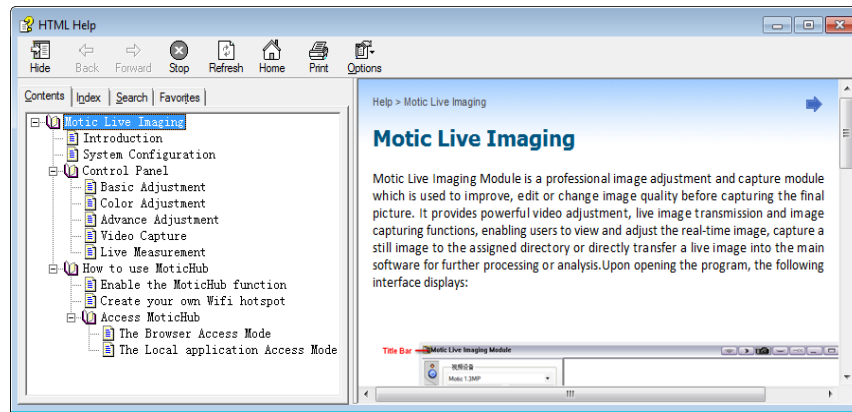 HTML Help
Hide Back Forward Stop Refresh Home Print Options
Contents Index Search Favorites
Motic Live Imaging
Introduction
System Configuration
Control Panel
Basic Adjustment
Color Adjustment
Advance Adjustment
Video Capture
Live Measurement
How to use MoticHub
Enable the MoticHub function
Create your own Wifi hotspot
Access MoticHub
The Browser Access Mode
The Local application Access Mode
Help > Motic Live Imaging
Motic Live Imaging
Motic Live Imaging Module is a professional image adjustment and capture module
which is used to improve, edit or change image quality before capturing the final
picture. It provides powerful video adjustment, live image transmission and image
capturing functions, enabling users to view and adjust the real-time image, capture a
still image to the assigned directory or directly transfer a live image into the main
software for further processing or analysis.Upon opening the program, the following
interface displays:
Title Bar Motic Live Imaging Module
视频设备
Motic 1.3MP